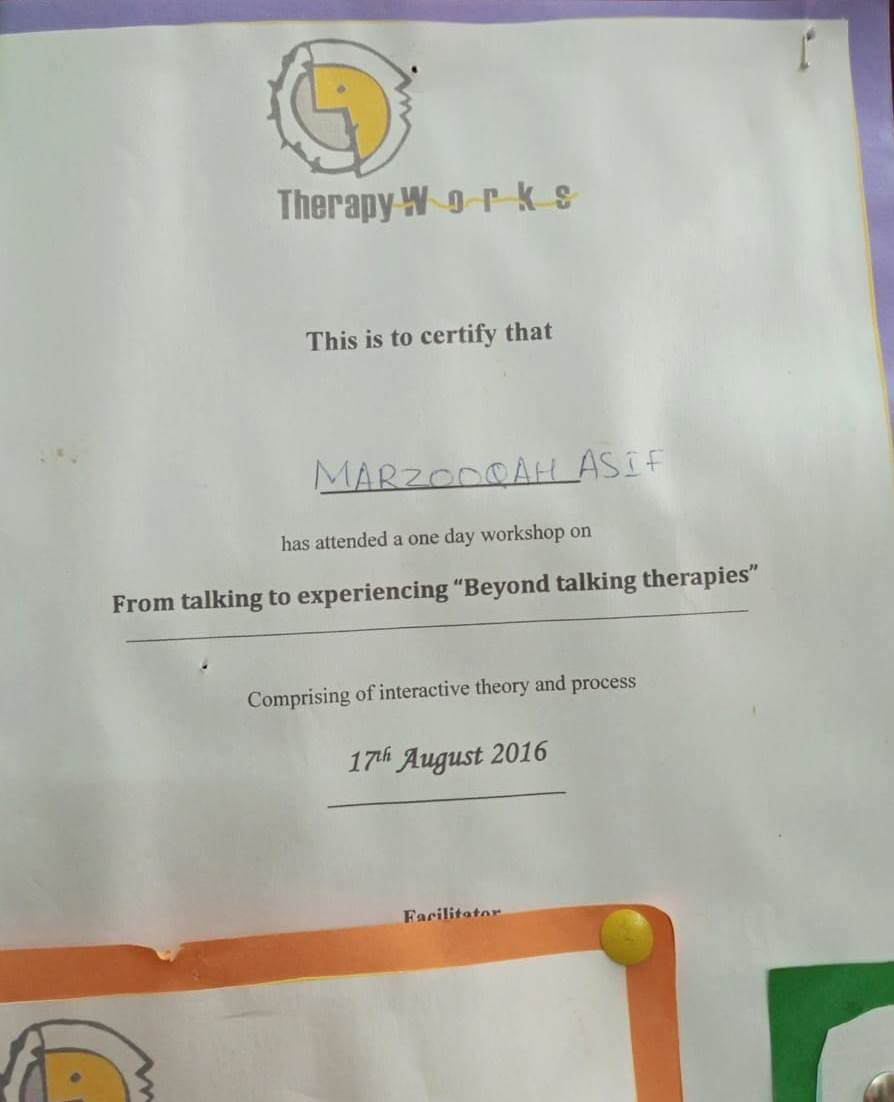 TherapyWorks
This is to certify that
MARZOOQAH ASIF
has attended a one day workshop on
From talking to experiencing “Beyond talking therapies”
Comprising of interactive theory and process
17th August 2016
Facilitator